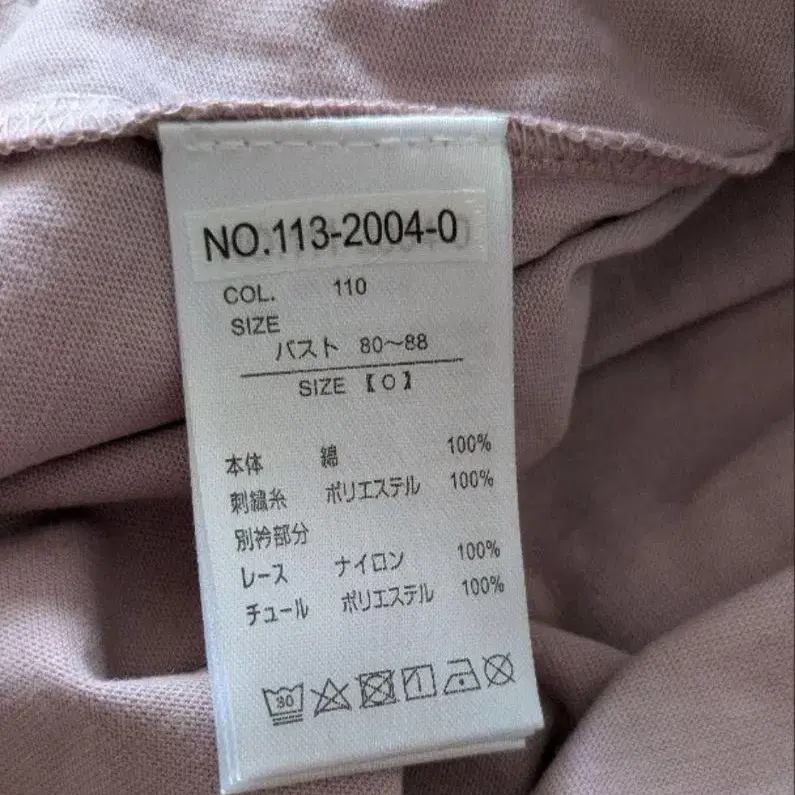 NO.113-2004-0
COL. 110
SIZE
バスト 80～88
SIZE【O】
本体 綿 100%
刺繍糸 ポリエステル 100%
別衿部分
レース ナイロン 100%
チュール ポリエステル 100%
30